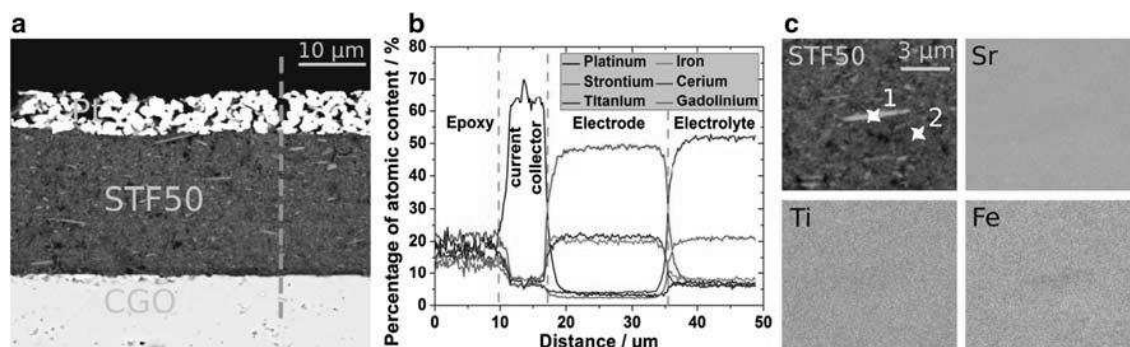 a
10 µm
Pt
STF50
CGO
b
Percentage of atomic content / %
80
70
60
50
40
30
20
10
0
Platinum Iron
Strontium Cerium
Titanium Gadolinium
Epoxy
current
collector
Electrode
Electrolyte
0 10 20 30 40 50
Distance / µm
c
STF50
3 µm
1
2
Sr
Ti
Fe